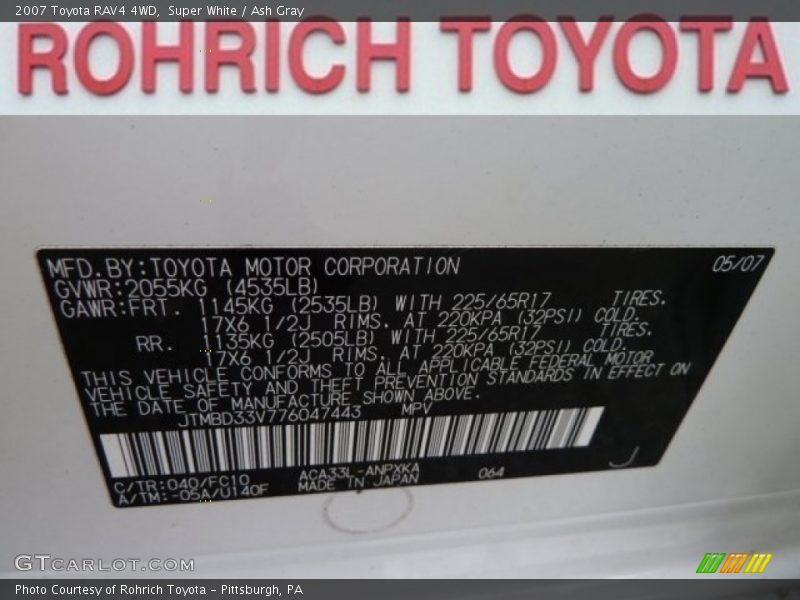 2007 Toyota RAV4 4WD, Super White / Ash Gray
ROHRICH TOYOTA
MFD.BY:TOYOTA MOTOR CORPORATION 05/07
GVWR:2055KG (4535LB)
GAWR:FRT. 1145KG (2535LB) WITH 225/65R17 TIRES.
17X6 1/2J RIMS. AT 220KPA (32PSI) COLD.
RR. 1135KG (2505LB) WITH 225/65R17 TIRES.
17X6 1/2J RIMS. AT 220KPA (32PSI) COLD.
THIS VEHICLE CONFORMS TO ALL APPLICABLE FEDERAL MOTOR
VEHICLE SAFETY AND THEFT PREVENTION STANDARDS IN EFFECT ON
THE DATE OF MANUFACTURE SHOWN ABOVE.
JTMBD33V776047443 MPV
C/TR:040/FC10 ACA33L-ANPXKA 064 J
A/TM:-05A/U140F MADE IN JAPAN
GTCARLOT.COM
Photo Courtesy of Rohrich Toyota - Pittsburgh, PA